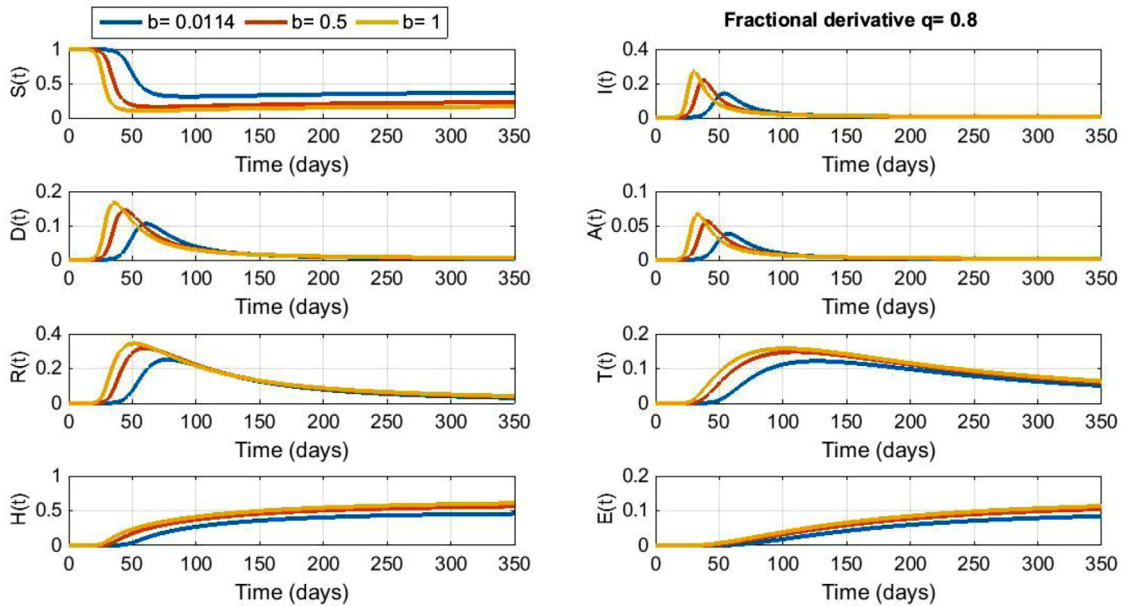 b= 0.0114 b= 0.5 b= 1
Fractional derivative q= 0.8
S(t)
1
0.5
0
0 50 100 150 200 250 300 350
Time (days)
I(t)
0.4
0.2
0
0 50 100 150 200 250 300 350
Time (days)
D(t)
0.2
0.1
0
0 50 100 150 200 250 300 350
Time (days)
A(t)
0.1
0.05
0
0 50 100 150 200 250 300 350
Time (days)
R(t)
0.4
0.2
0
0 50 100 150 200 250 300 350
Time (days)
T(t)
0.2
0.1
0
0 50 100 150 200 250 300 350
Time (days)
H(t)
1
0.5
0
0 50 100 150 200 250 300 350
Time (days)
E(t)
0.2
0.1
0
0 50 100 150 200 250 300 350
Time (days)